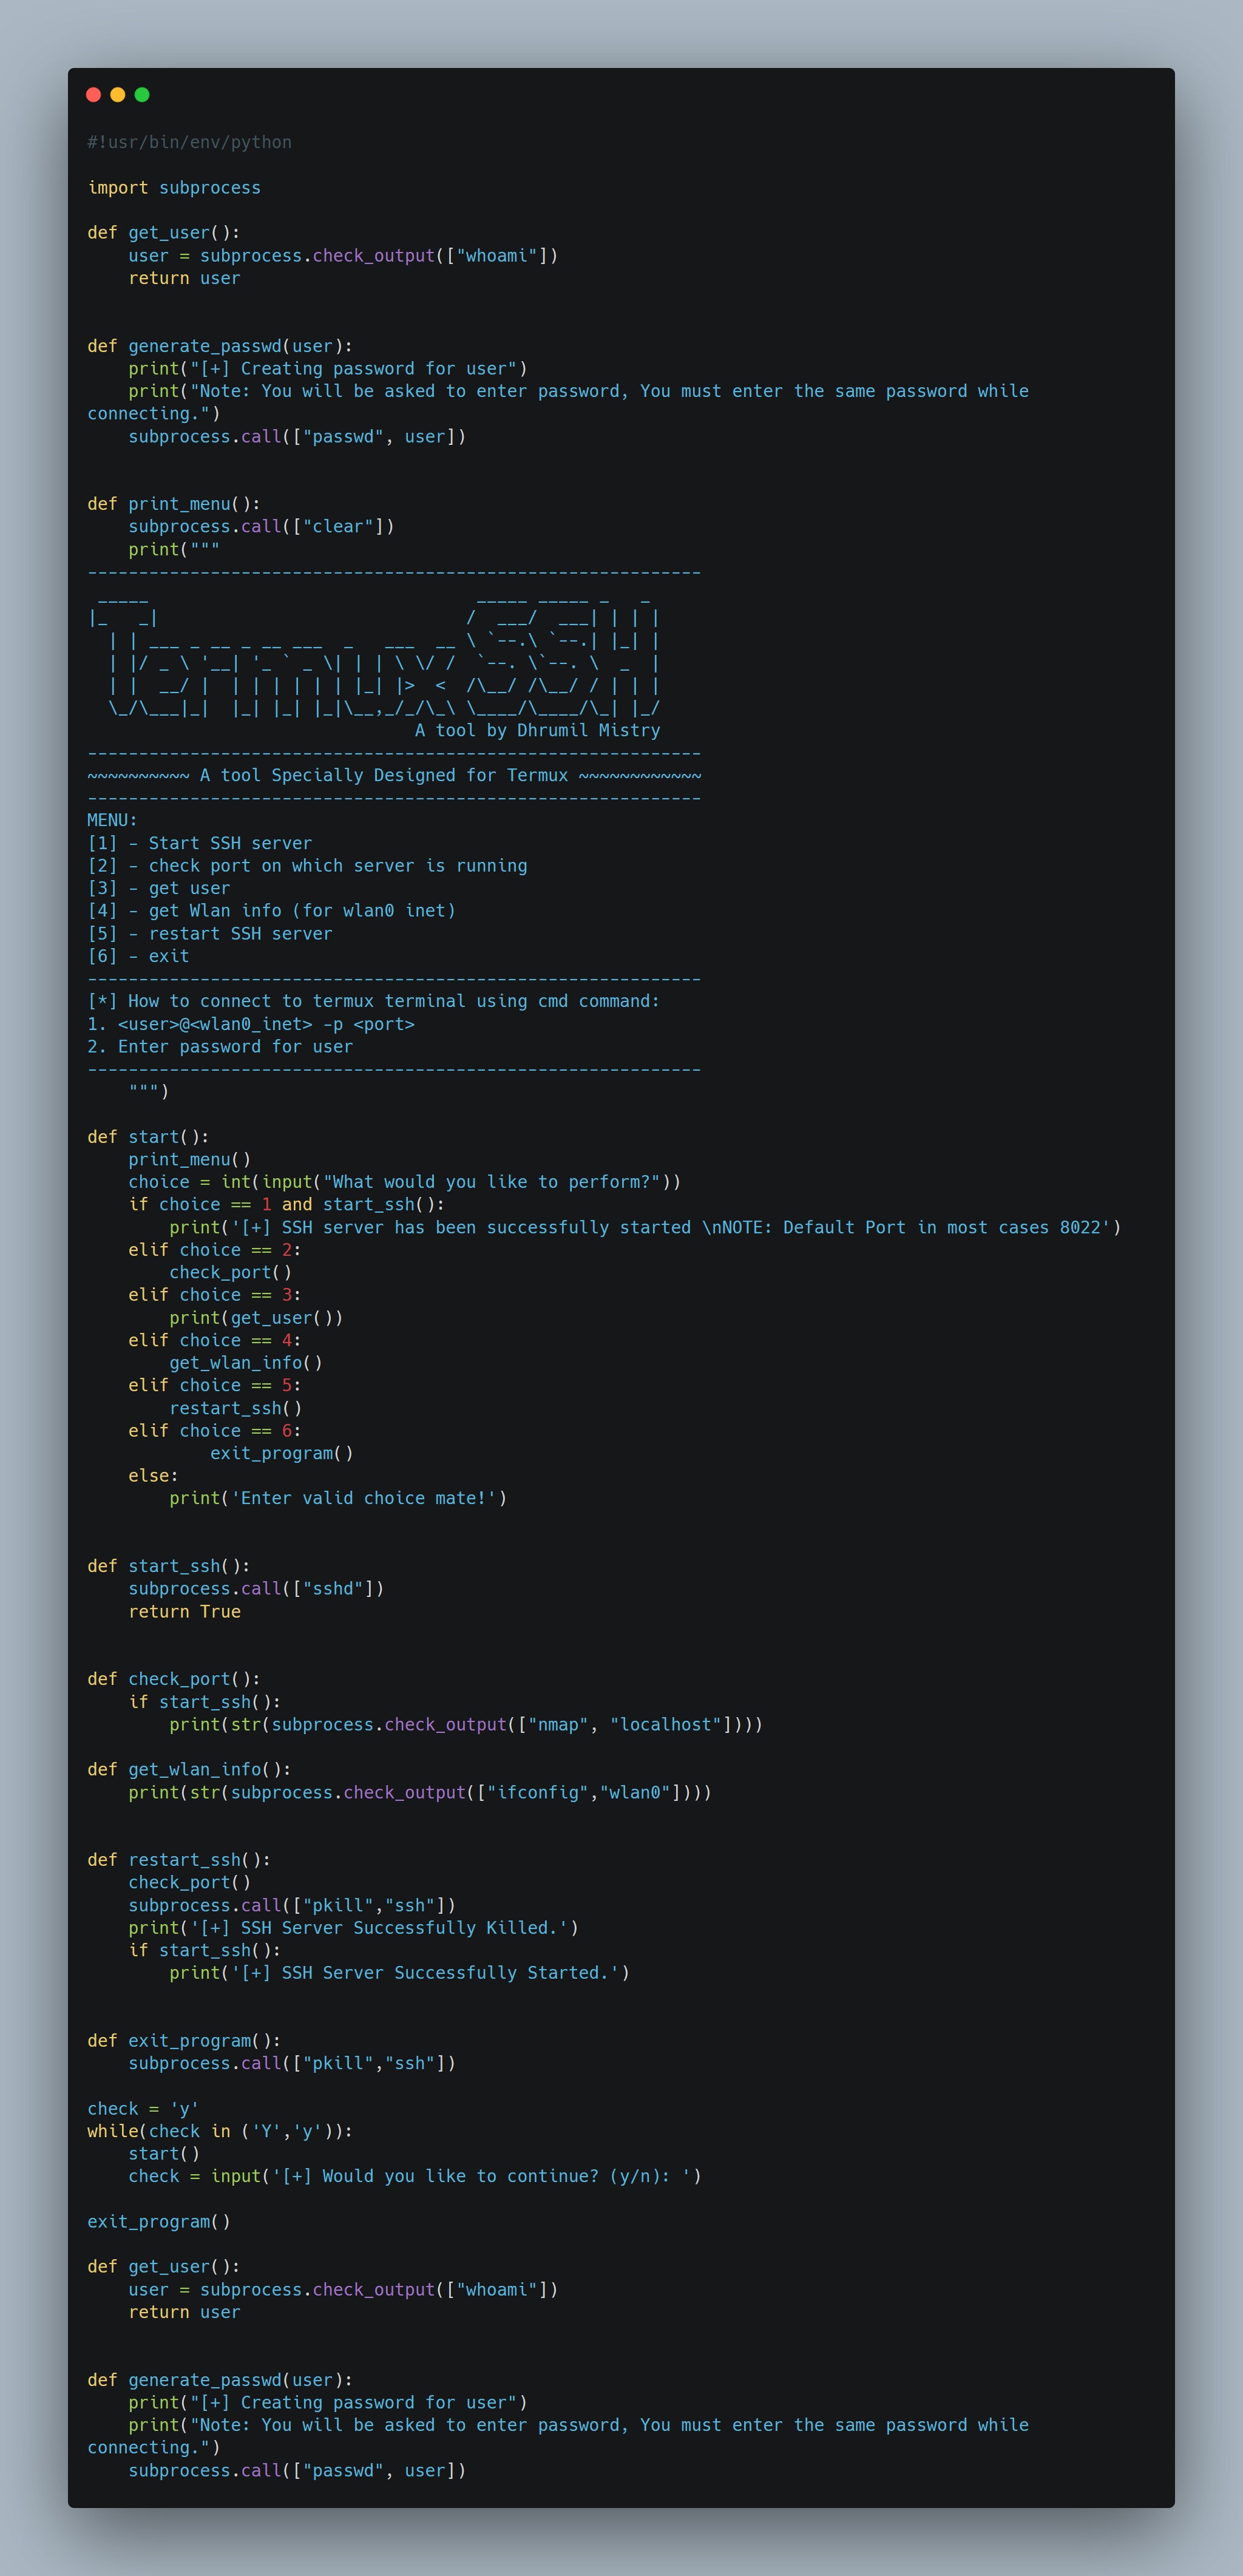 #!usr/bin/env/python

import subprocess

def get_user():
    user = subprocess.check_output(["whoami"])
    return user


def generate_passwd(user):
    print("[+] Creating password for user")
    print("Note: You will be asked to enter password, You must enter the same password while
connecting.")
    subprocess.call(["passwd", user])


def print_menu():
    subprocess.call(["clear"])
    print("""
------------------------------------------------------------
 _____                                _____ _____ _   _
|_   _|                              /  ___/  ___| | | |
  | | ___ _ __ _ __ ___  _   ___  __ \ `--.\ `--.| |_| |
  | |/ _ \ '__| '_ ` _ \| | | \ \/ /  `--. \`--. \  _  |
  | |  __/ |  | | | | | | |_| |>  <  /\__/ /\__/ / | | |
  \_/\___|_|  |_| |_| |_|\__,_/_/\_\ \____/\____/\_| |_/
                                A tool by Dhrumil Mistry
------------------------------------------------------------
~~~~~~~~~~ A tool Specially Designed for Termux ~~~~~~~~~~~~
------------------------------------------------------------
MENU:
[1] - Start SSH server
[2] - check port on which server is running
[3] - get user
[4] - get Wlan info (for wlan0 inet)
[5] - restart SSH server
[6] - exit
------------------------------------------------------------
[*] How to connect to termux terminal using cmd command:
1. <user>@<wlan0_inet> -p <port>
2. Enter password for user
------------------------------------------------------------
    """)

def start():
    print_menu()
    choice = int(input("What would you like to perform?"))
    if choice == 1 and start_ssh():
        print('[+] SSH server has been successfully started \nNOTE: Default Port in most cases 8022')
    elif choice == 2:
        check_port()
    elif choice == 3:
        print(get_user())
    elif choice == 4:
        get_wlan_info()
    elif choice == 5:
        restart_ssh()
    elif choice == 6:
            exit_program()
    else:
        print('Enter valid choice mate!')


def start_ssh():
    subprocess.call(["sshd"])
    return True


def check_port():
    if start_ssh():
        print(str(subprocess.check_output(["nmap", "localhost"])))

def get_wlan_info():
    print(str(subprocess.check_output(["ifconfig","wlan0"])))


def restart_ssh():
    check_port()
    subprocess.call(["pkill","ssh"])
    print('[+] SSH Server Successfully Killed.')
    if start_ssh():
        print('[+] SSH Server Successfully Started.')


def exit_program():
    subprocess.call(["pkill","ssh"])

check = 'y'
while(check in ('Y','y')):
    start()
    check = input('[+] Would you like to continue? (y/n): ')

exit_program()

def get_user():
    user = subprocess.check_output(["whoami"])
    return user


def generate_passwd(user):
    print("[+] Creating password for user")
    print("Note: You will be asked to enter password, You must enter the same password while
connecting.")
    subprocess.call(["passwd", user])